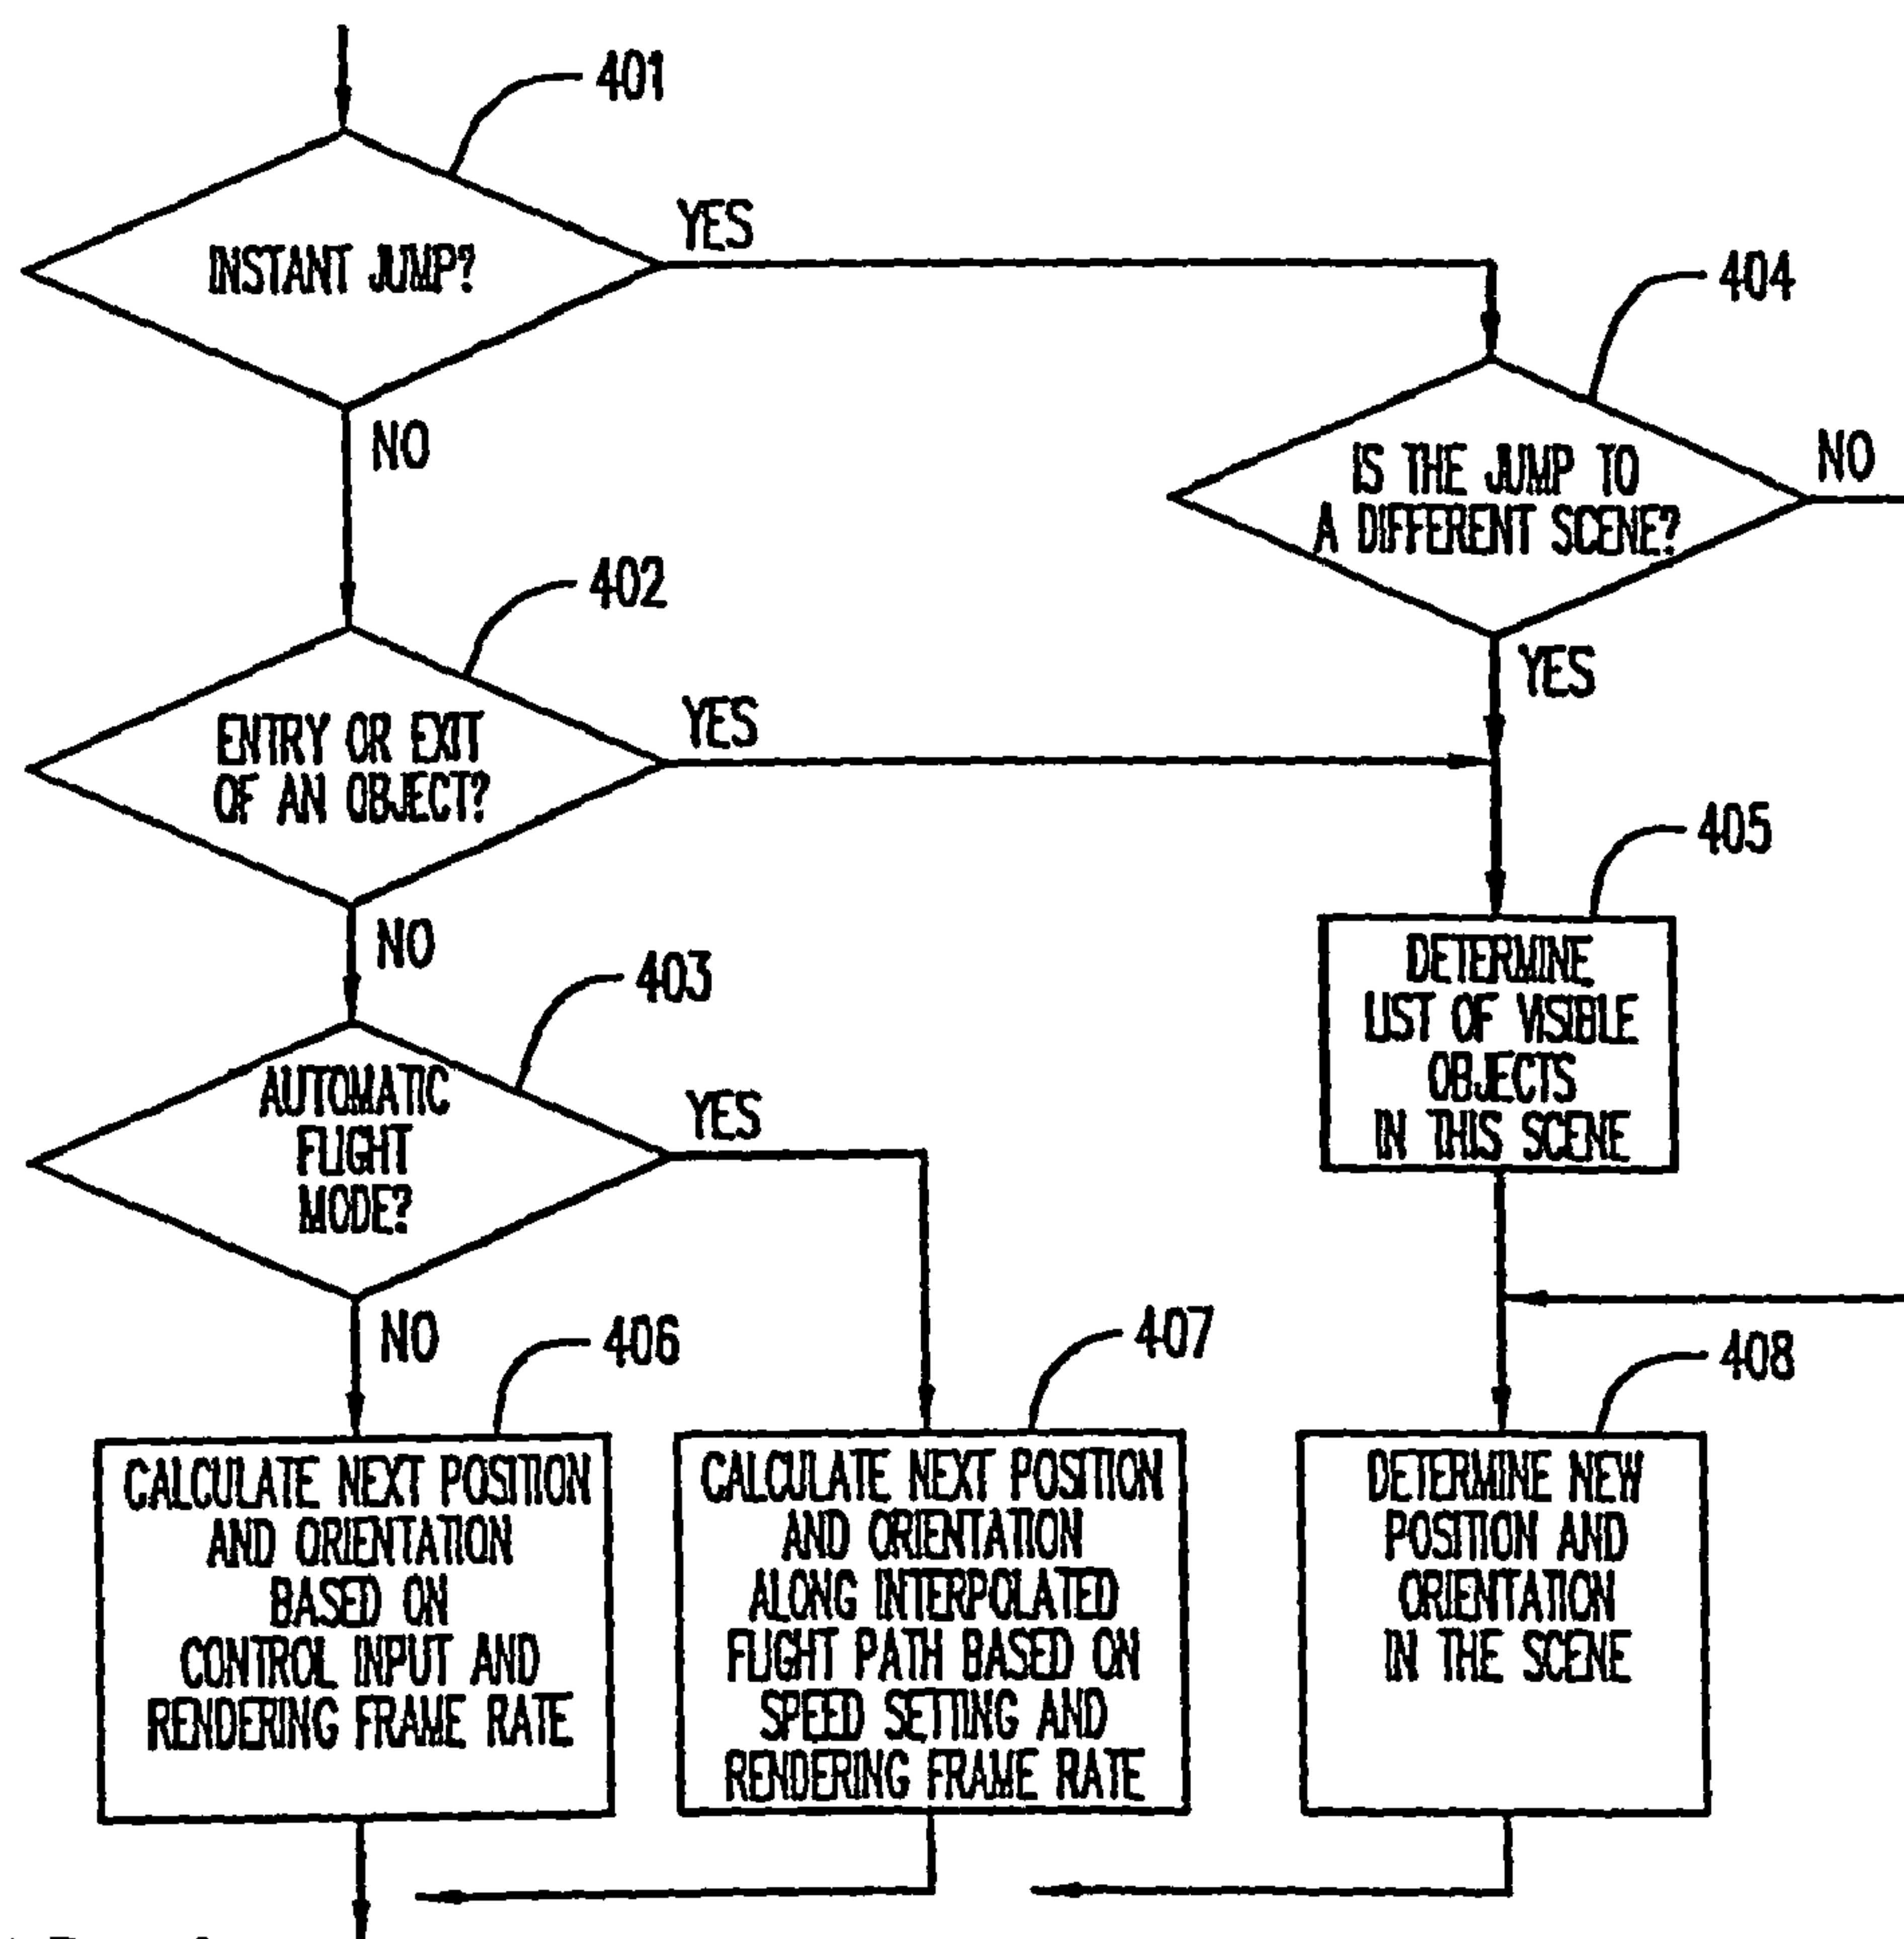 401
INSTANT JUMP?
YES
NO
404
IS THE JUMP TO
A DIFFERENT SCENE?
NO
YES
402
ENTRY OR EXIT
OF AN OBJECT?
YES
NO
405
DETERMINE
LIST OF VISIBLE
OBJECTS
IN THIS SCENE
403
AUTOMATIC
FLIGHT
MODE?
YES
NO
406
CALCULATE NEXT POSITION
AND ORIENTATION
BASED ON
CONTROL INPUT AND
RENDERING FRAME RATE
407
CALCULATE NEXT POSITION
AND ORIENTATION
ALONG INTERPOLATED
FLIGHT PATH BASED ON
SPEED SETTING AND
RENDERING FRAME RATE
408
DETERMINE NEW
POSITION AND
ORIENTATION
IN THE SCENE